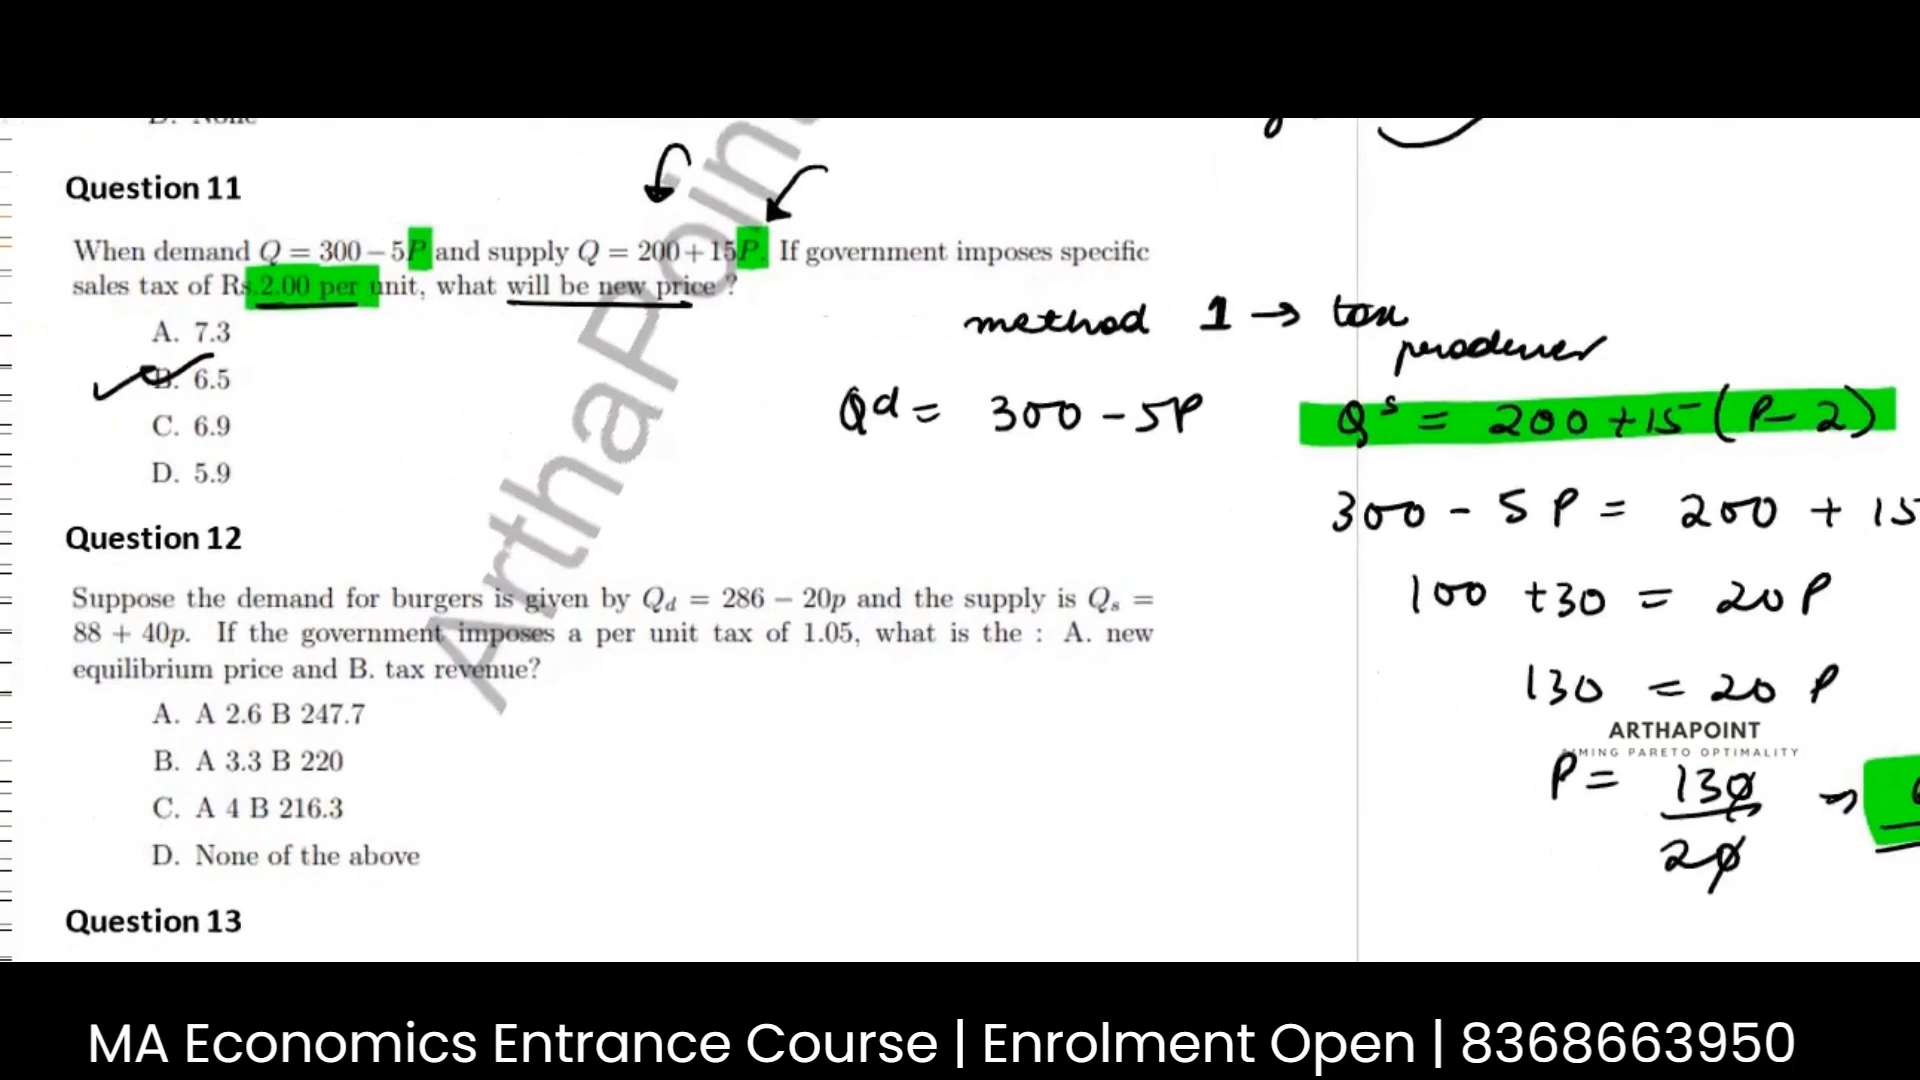 Question 11
When demand Q = 300 − 5P and supply Q = 200 + 15P. If government imposes specific
sales tax of Rs.2.00 per unit, what will be new price ?
A. 7.3
B. 6.5
C. 6.9
D. 5.9
method 1 → tax
producer
Qd = 300 - 5P
Qs = 200 + 15 (P - 2)
300 - 5P = 200 + 15
100 + 30 = 20P
130 = 20 P
P = 130
20
Question 12
Suppose the demand for burgers is given by Qd = 286 − 20p and the supply is Qs =
88 + 40p. If the government imposes a per unit tax of 1.05, what is the : A. new
equilibrium price and B. tax revenue?
A. A 2.6 B 247.7
B. A 3.3 B 220
C. A 4 B 216.3
D. None of the above
Question 13
ArthaPoint
ARTHAPOINT
AIMING PARETO OPTIMALITY
MA Economics Entrance Course | Enrolment Open | 8368663950